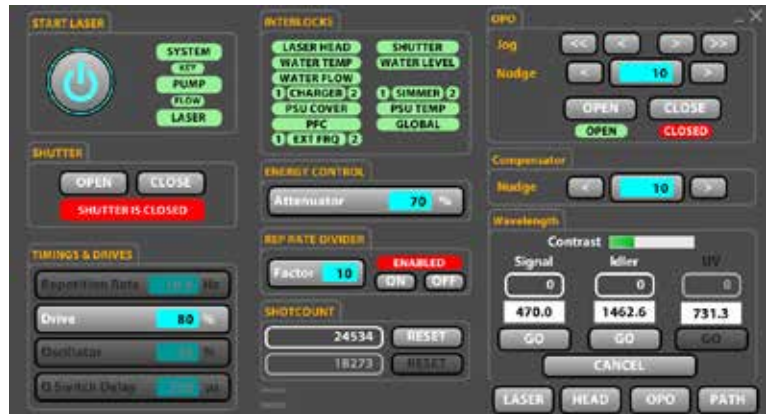 START LASER
SYSTEM
KEY
PUMP
FLOW
LASER
SHUTTER
OPEN CLOSE
SHUTTER IS CLOSED
TIMINGS & DRIVES
Repetition Rate Hz
Drive 80 %
Oscillator %
Q Switch Delay µs
INTERLOCKS
LASER HEAD SHUTTER
WATER TEMP WATER LEVEL
WATER FLOW
1 CHARGER 2 1 SIMMER 2
PSU COVER PSU TEMP
PFC GLOBAL
1 EXT FRQ 2
ENERGY CONTROL
Attenuator 70 %
REP RATE DIVIDER
Factor 10 ENABLED
ON OFF
SHOTCOUNT
24534 RESET
18273 RESET
OPO
Jog << < > >>
Nudge < 10 >
OPEN CLOSE
OPEN CLOSED
Compensator
Nudge < 10 >
Wavelength
Contrast
Signal Idler UV
0 0 0
470.0 1462.6 731.3
GO GO GO
CANCEL
LASER HEAD OPO PATH